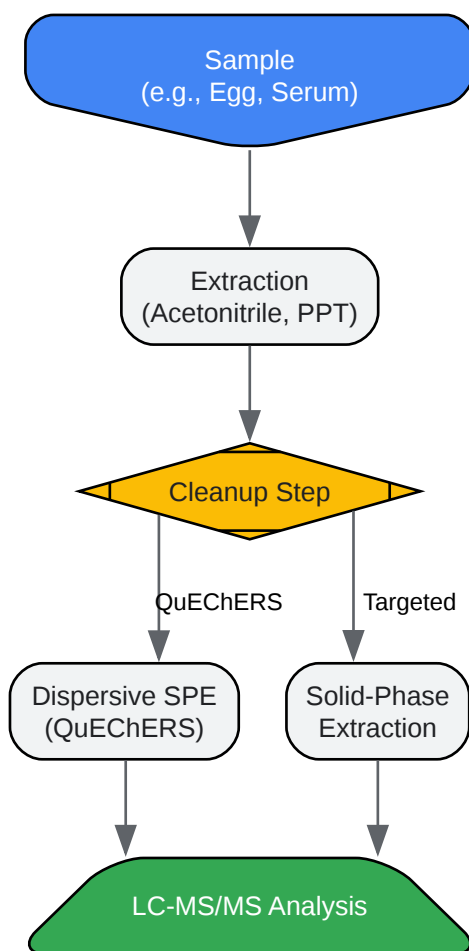 Sample
(e.g., Egg, Serum)
Extraction
(Acetonitrile, PPT)
Cleanup Step
QuEChERS
Targeted
Dispersive SPE
(QuEChERS)
Solid-Phase
Extraction
LC-MS/MS Analysis